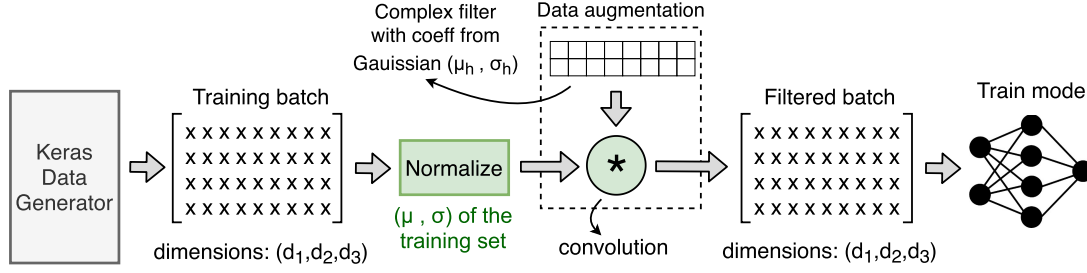 Complex filter
with coeff from
Gauissian (μh , σh)
Data augmentation
Keras
Data
Generator
Training batch
x x x x x x x x x
x x x x x x x x x
x x x x x x x x x
x x x x x x x x x
dimensions: (d1,d2,d3)
Normalize
(μ , σ) of the
training set
*
convolution
Filtered batch
x x x x x x x x x
x x x x x x x x x
x x x x x x x x x
x x x x x x x x x
dimensions: (d1,d2,d3)
Train mode